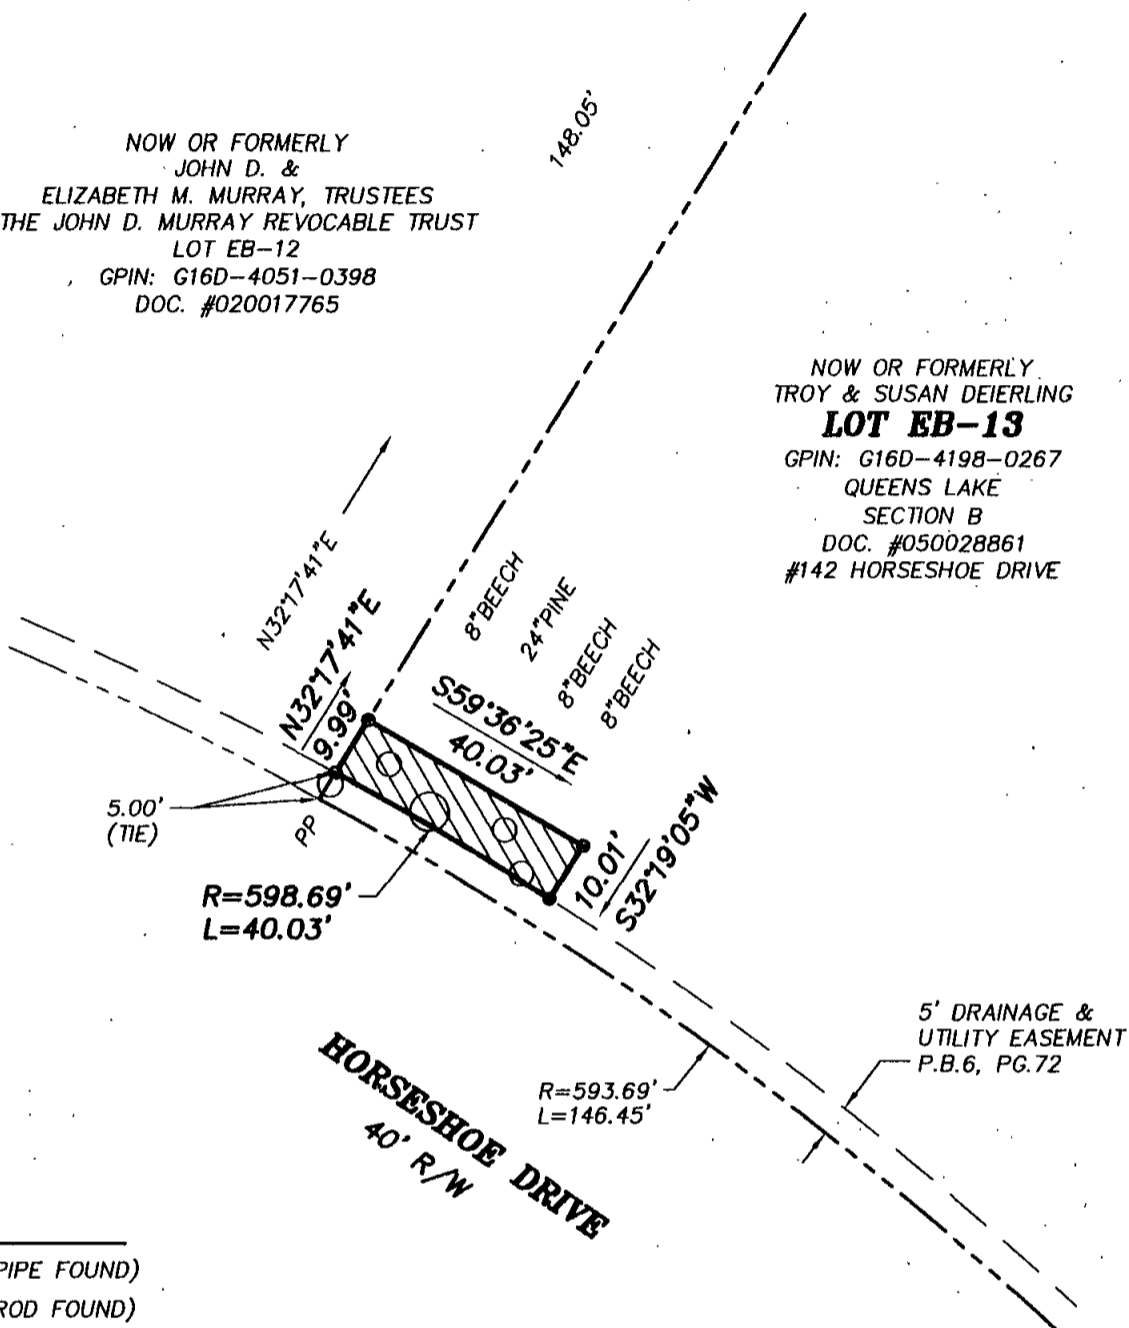 148.05'
NOW OR FORMERLY
JOHN D. &
ELIZABETH M. MURRAY, TRUSTEES
THE JOHN D. MURRAY REVOCABLE TRUST
LOT EB-12
GPIN: G16D-4051-0398
DOC. #020017765
NOW OR FORMERLY
TROY & SUSAN DEIERLING
LOT EB-13
GPIN: G16D-4198-0267
QUEENS LAKE
SECTION B
DOC. #050028861
#142 HORSESHOE DRIVE
N32°17'41"E
N32°17'41"E
9.99'
8"BEECH
24"PINE
8"BEECH
8"BEECH
S59°36'25"E
40.03'
10.01'
S32°19'05"W
5.00'
(TIE)
PP
R=598.69'
L=40.03'
5' DRAINAGE &
UTILITY EASEMENT
P.B.6, PG.72
R=593.69'
L=146.45'
HORSESHOE DRIVE
40' R/W
PIPE FOUND)
ROD FOUND)